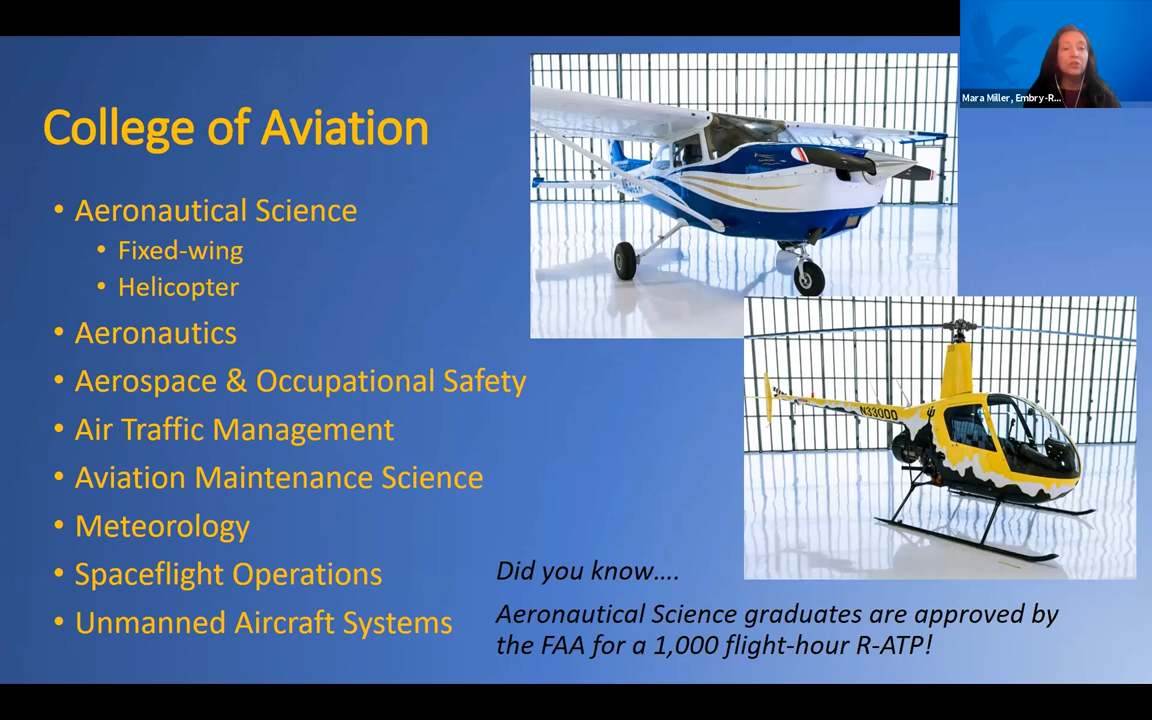 Mara Miller, Embry-R...
College of Aviation
• Aeronautical Science
• Fixed-wing
• Helicopter
• Aeronautics
• Aerospace & Occupational Safety
• Air Traffic Management
• Aviation Maintenance Science
• Meteorology
• Spaceflight Operations
• Unmanned Aircraft Systems
N330DD
Did you know….
Aeronautical Science graduates are approved by
the FAA for a 1,000 flight-hour R-ATP!